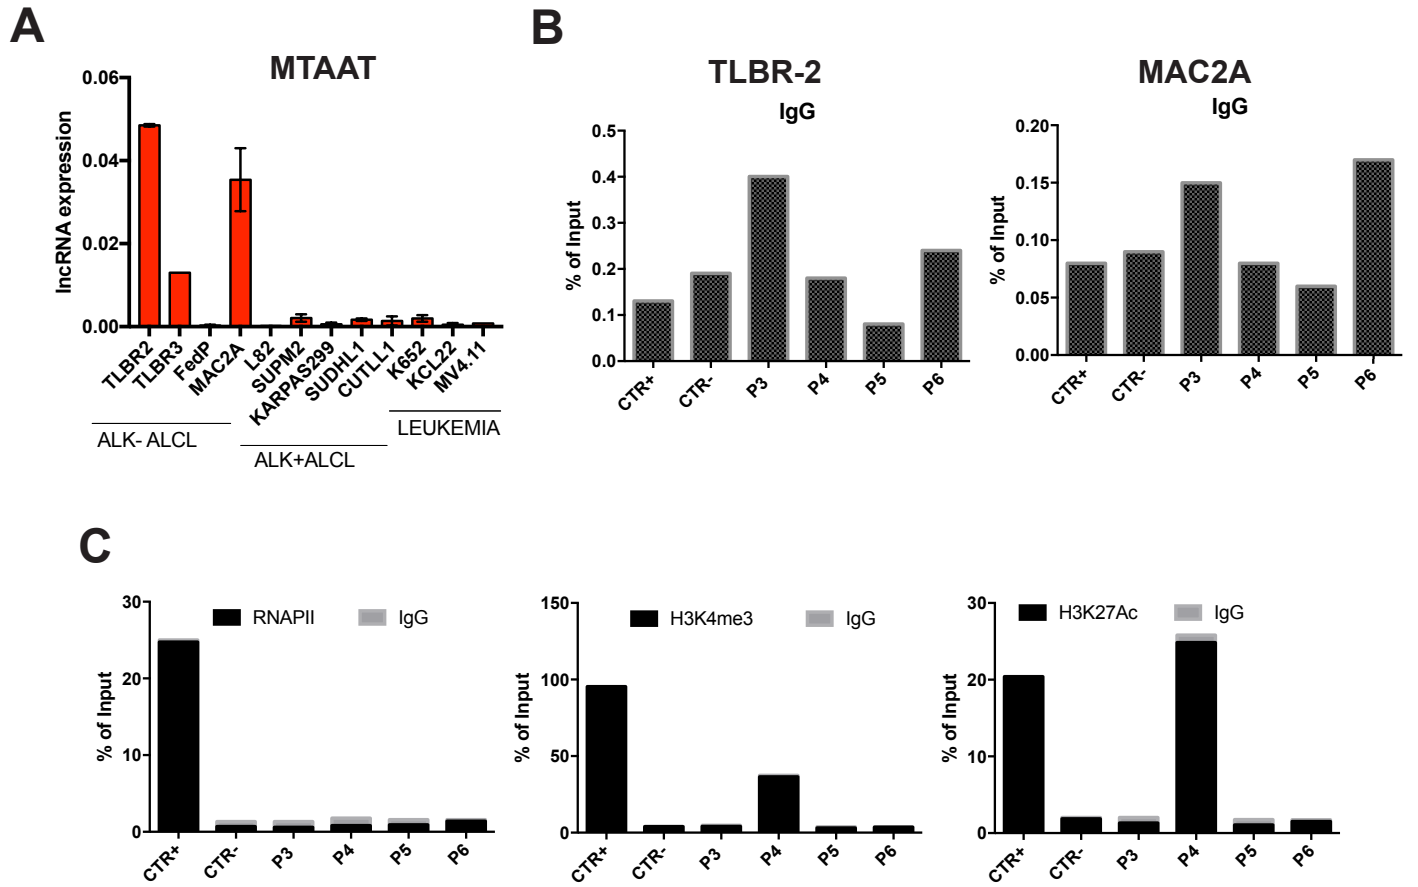 A
MTAAT
lncRNA expression
0.06
0.04
0.02
0.00
TLBR2
TLBR3
FedP
MAC2A
L82
SUPM2
KARPAS299
SUDHL1
CUTLL1
K652
KCL22
MV4.11
ALK- ALCL
ALK+ALCL
LEUKEMIA
B
TLBR-2
IgG
% of Input
0.5
0.4
0.3
0.2
0.1
0.0
CTR+
CTR-
P3
P4
P5
P6
MAC2A
IgG
% of Input
0.20
0.15
0.10
0.05
0.00
CTR+
CTR-
P3
P4
P5
P6
C
RNAPII
IgG
% of Input
30
20
10
0
CTR+
CTR-
P3
P4
P5
P6
H3K4me3
IgG
% of Input
150
100
50
0
CTR+
CTR-
P3
P4
P5
P6
H3K27Ac
IgG
% of Input
30
20
10
0
CTR+
CTR-
P3
P4
P5
P6